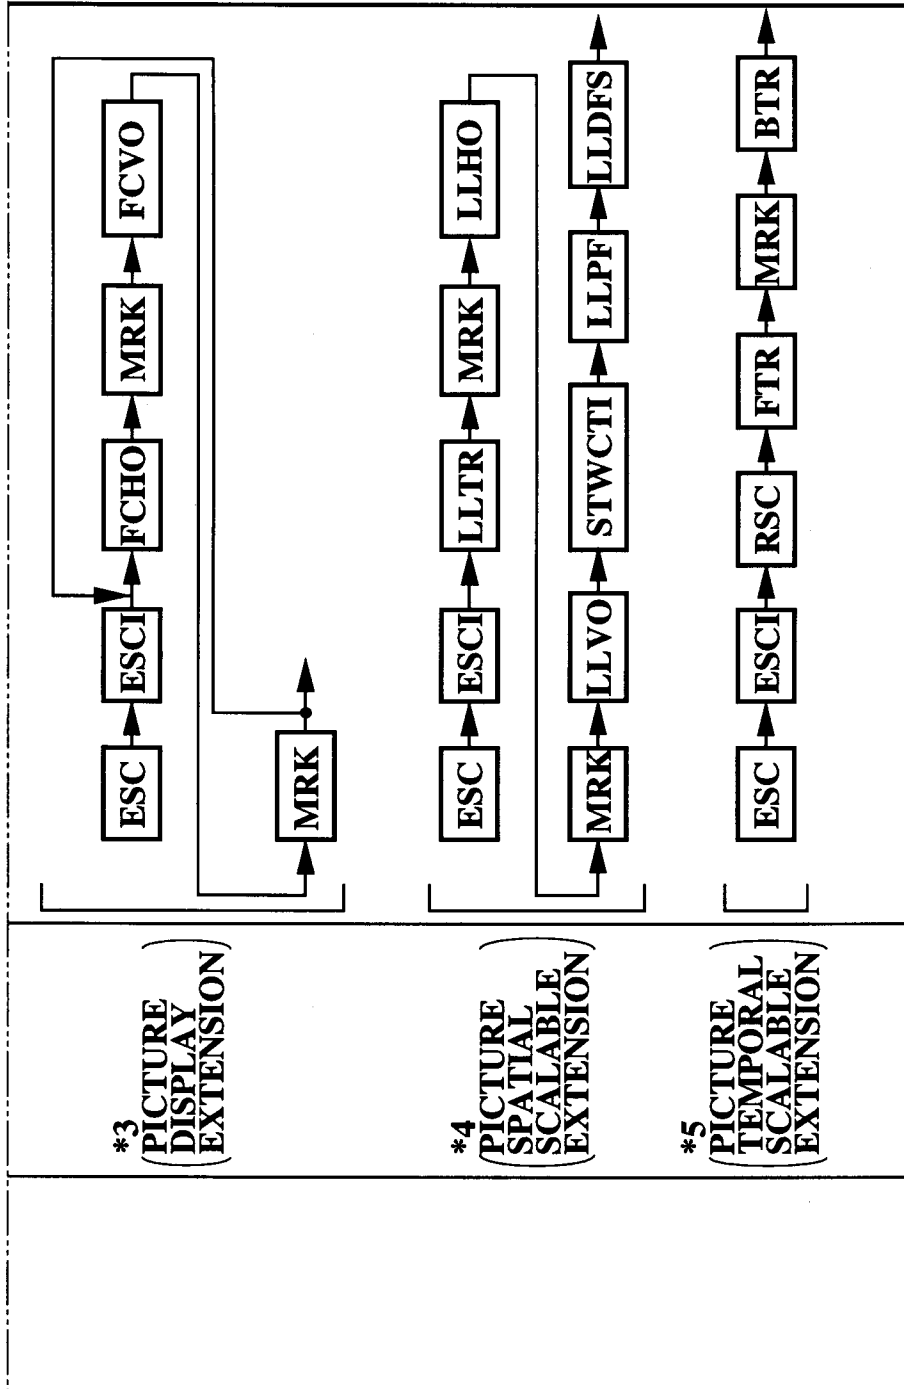 *3
PICTURE
DISPLAY
EXTENSION
ESC ESCI FCHO MRK FCVO
MRK
*4
PICTURE
SPATIAL
SCALABLE
EXTENSION
ESC ESCI LLTR MRK LLHO
MRK LLVO STWCTI LLPF LLDFS
*5
PICTURE
TEMPORAL
SCALABLE
EXTENSION
ESC ESCI RSC FTR MRK BTR